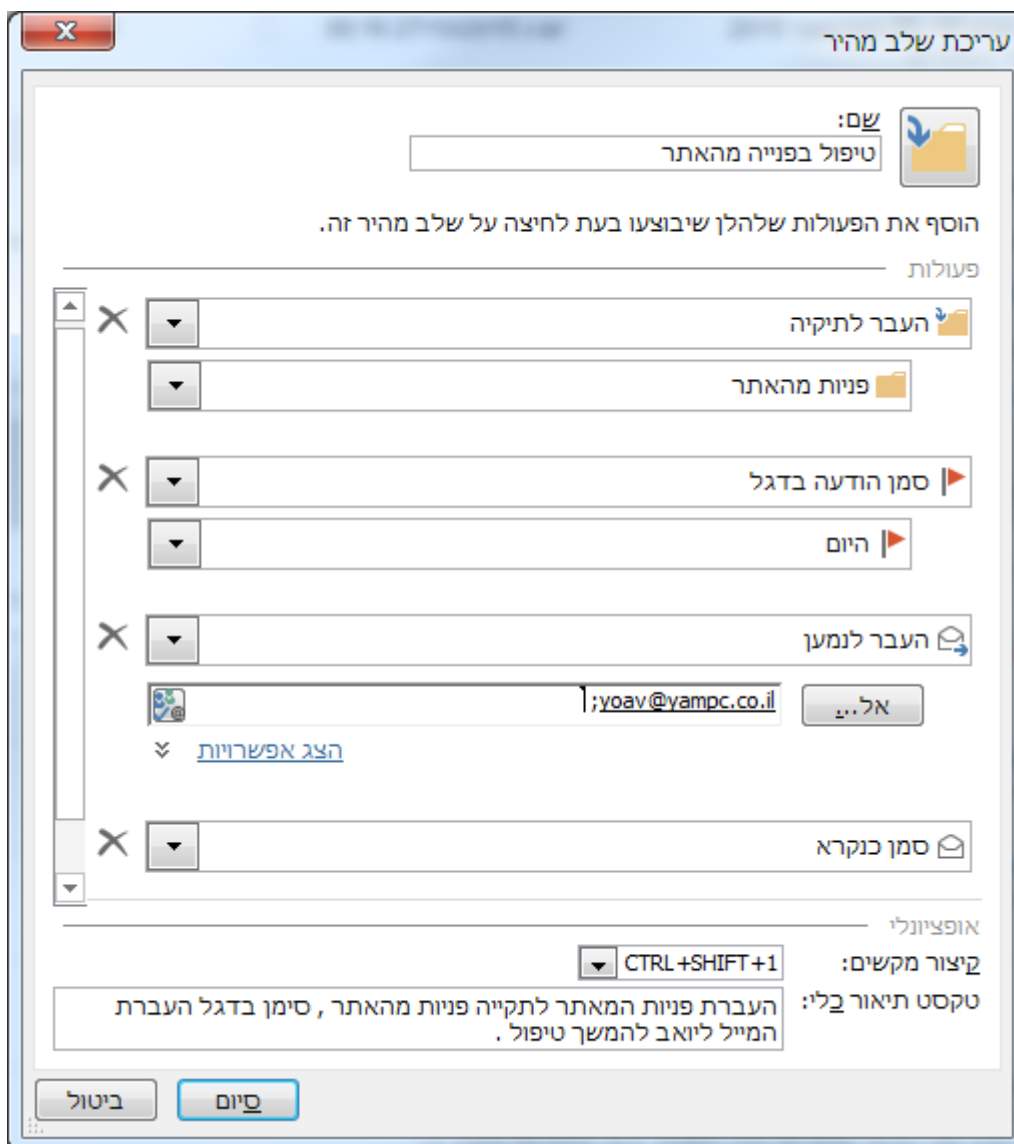 עריכת שלב מהיר
שם:
טיפול בפנייה מהאתר
הוסף את הפעולות שלהלן שיבוצעו בעת לחיצה על שלב מהיר זה.
פעולות
העבר לתיקיה
פניות מהאתר
סמן הודעה בדגל
היום
העבר לנמען
אל...
yoav@yampc.co.il;
הצג אפשרויות
סמן כנקרא
אופציונלי
קיצור מקשים: CTRL+SHIFT+1
טקסט תיאור כלי: העברת פניות המאתר לתקייה פניות מהאתר , סימן בדגל העברת
המייל ליואב להמשך טיפול .
סיום ביטול